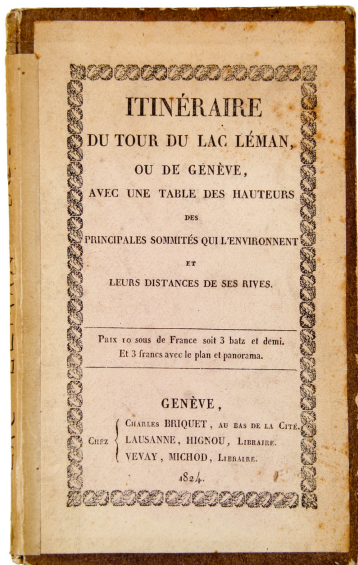 ITINÉRAIRE
DU TOUR DU LAC LÉMAN,
OU DE GENÈVE,
AVEC UNE TABLE DES HAUTEURS
DES
PRINCIPALES SOMMITÉS QUI L'ENVIRONNENT
ET
LEURS DISTANCES DE SES RIVES.
Prix 10 sous de France soit 3 batz et demi.
Et 3 francs avec le plan et panorama.
GENÈVE,
Chez
CHARLES BRIQUET, AU BAS DE LA CITÉ.
LAUSANNE, HIGNOU, LIBRAIRE.
VEVAY, MICHOD, LIBRAIRE.
1824.